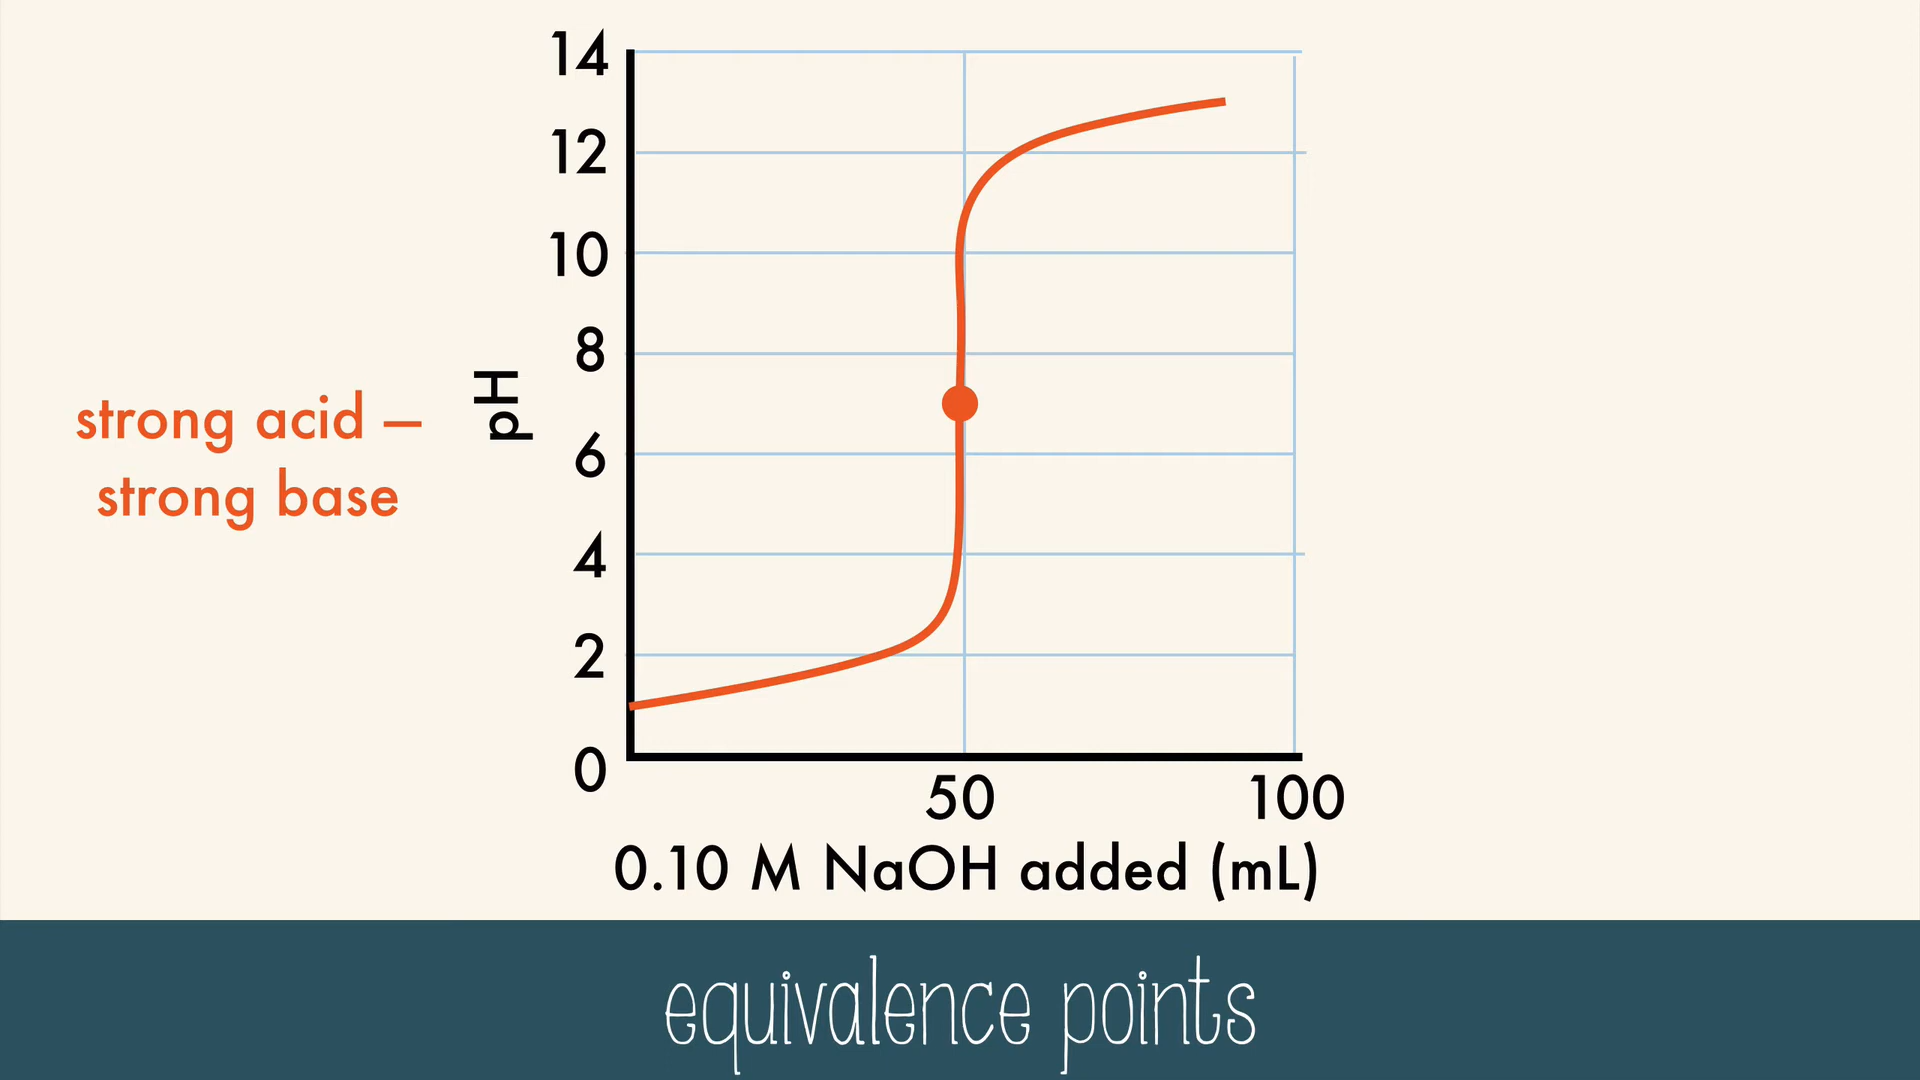 14
12
10
8
6
4
2
0
pH
strong acid –
strong base
50 100
0.10 M NaOH added (mL)
equivalence points